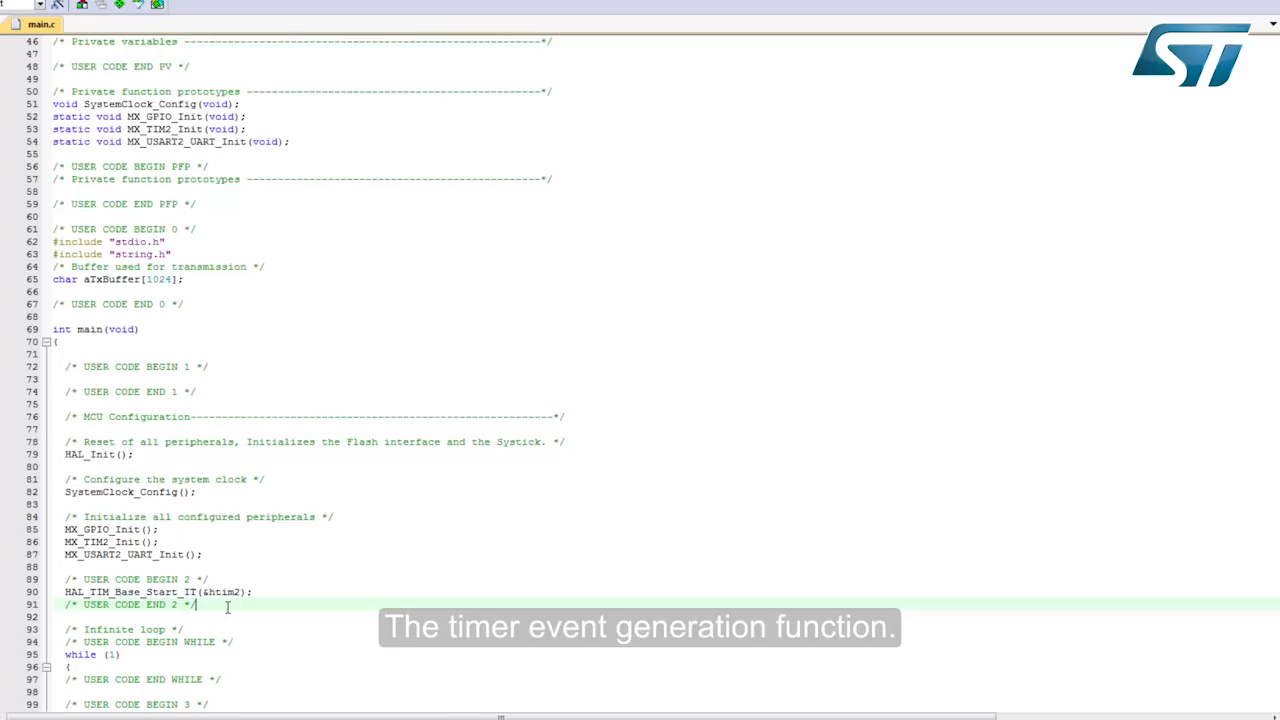 main.c
ST
46 /* Private variables ---------------------------------------------------------*/
47
48 /* USER CODE END PV */
49
50 /* Private function prototypes -----------------------------------------------*/
51 void SystemClock_Config(void);
52 static void MX_GPIO_Init(void);
53 static void MX_TIM2_Init(void);
54 static void MX_USART2_UART_Init(void);
55
56 /* USER CODE BEGIN PFP */
57 /* Private function prototypes -----------------------------------------------*/
58
59 /* USER CODE END PFP */
60
61 /* USER CODE BEGIN 0 */
62 #include "stdio.h"
63 #include "string.h"
64 /* Buffer used for transmission */
65 char aTxBuffer[1024];
66
67 /* USER CODE END 0 */
68
69 int main(void)
70 {
71
72 /* USER CODE BEGIN 1 */
73
74 /* USER CODE END 1 */
75
76 /* MCU Configuration----------------------------------------------------------*/
77
78 /* Reset of all peripherals, Initializes the Flash interface and the Systick. */
79 HAL_Init();
80
81 /* Configure the system clock */
82 SystemClock_Config();
83
84 /* Initialize all configured peripherals */
85 MX_GPIO_Init();
86 MX_TIM2_Init();
87 MX_USART2_UART_Init();
88
89 /* USER CODE BEGIN 2 */
90 HAL_TIM_Base_Start_IT(&htim2);
91 /* USER CODE END 2 */
92
The timer event generation function.
93 /* Infinite loop */
94 /* USER CODE BEGIN WHILE */
95 while (1)
96 {
97 /* USER CODE END WHILE */
98
99 /* USER CODE BEGIN 3 */